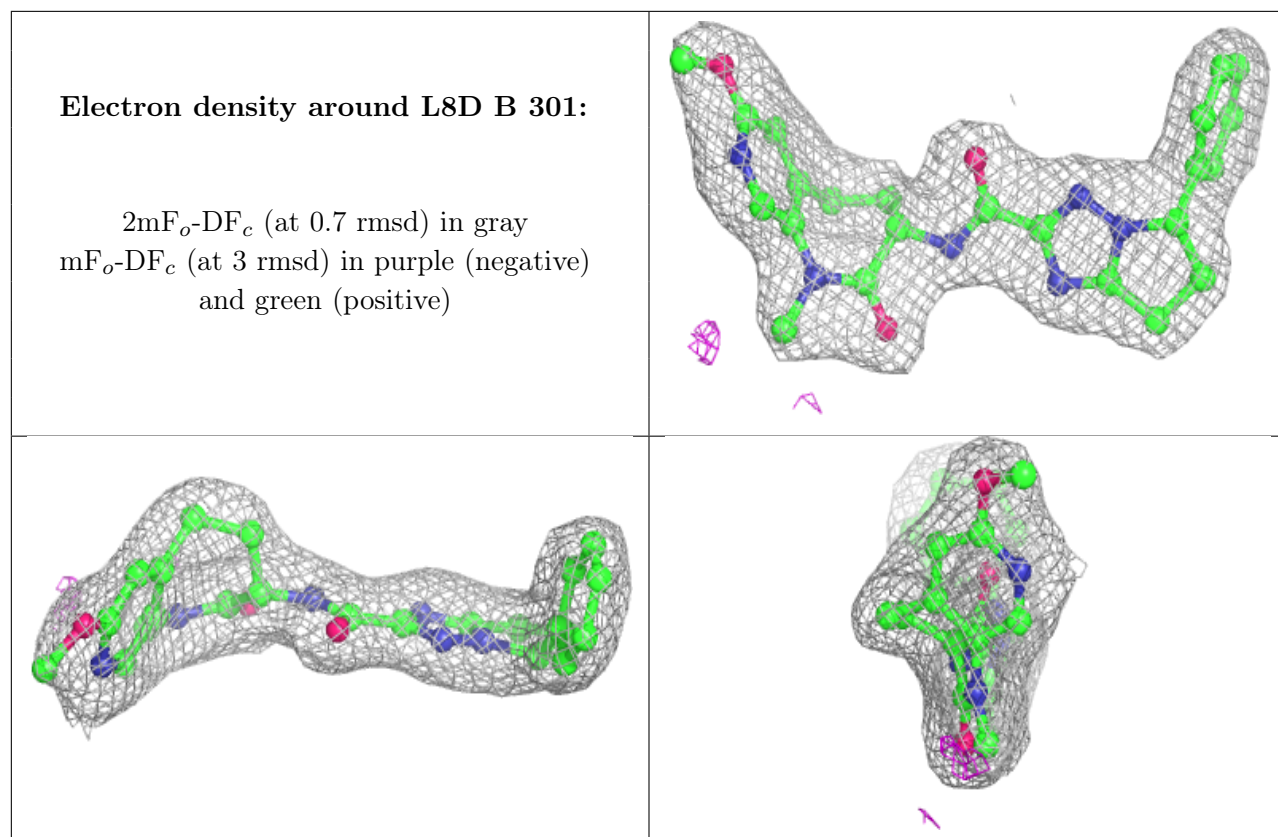 Electron density around L8D B 301:
2mFo-DFc (at 0.7 rmsd) in gray
mFo-DFc (at 3 rmsd) in purple (negative)
and green (positive)